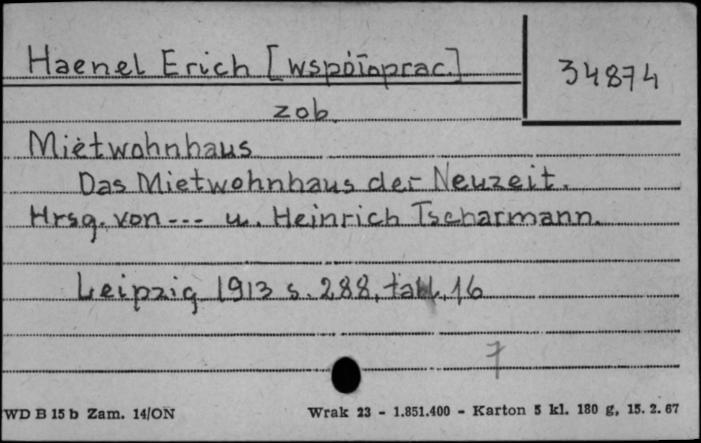 Haenel Erich [współoprac.]
34874
zob.
Mietwohnhaus
Das Mietwohnhaus der Neuzeit.
Hrsg. von --- u. Heinrich Tscharmann.
Leipzig 1913 s. 288, tabl. 16
7
WD B 15 b Zam. 14/ON
Wrak 23 - 1.851.400 - Karton 5 kl. 180 g, 15. 2. 67